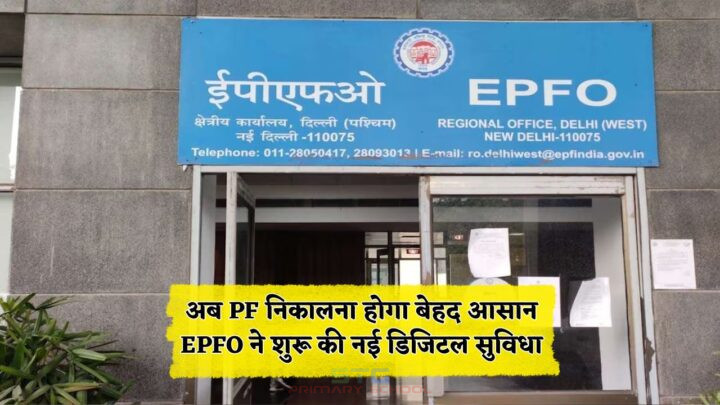 ईपीएफओ
क्षेत्रीय कार्यालय, दिल्ली (पश्चिम)
नई दिल्ली -110075
EPFO
REGIONAL OFFICE, DELHI (WEST)
NEW DELHI-110075
Telephone: 011-28050417, 28093013 | E-mail: ro.delhiwest@epfindia.gov.in
अब PF निकालना होगा बेहद आसान
EPFO ने शुरू की नई डिजिटल सुविधा